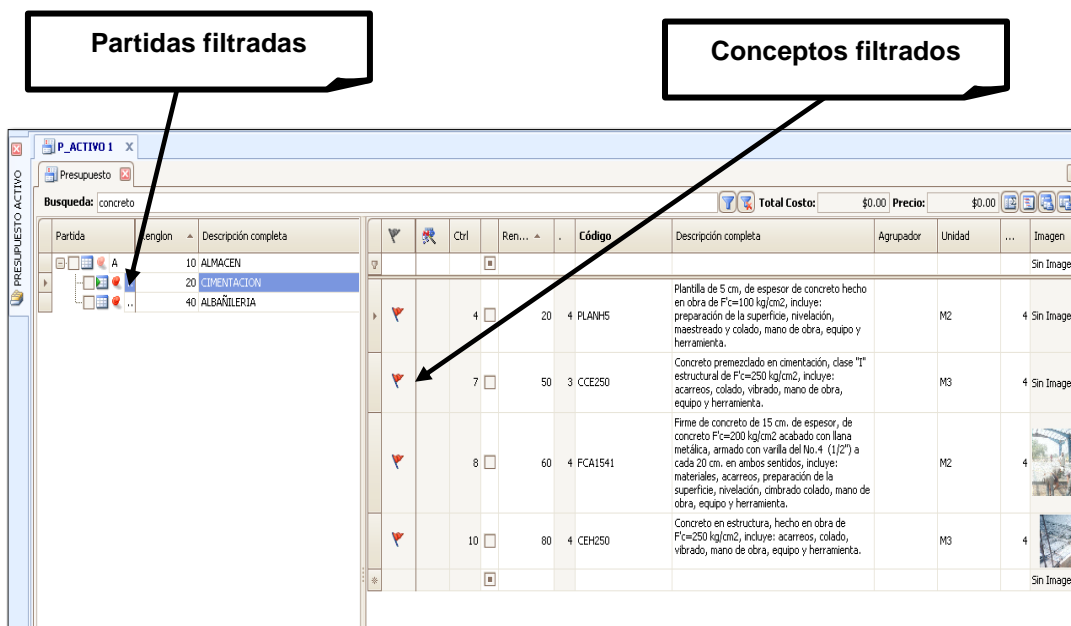 Partidas filtradas
Conceptos filtrados
P_ACTIVO 1 X
PRESUPUESTO ACTIVO
Presupuesto
Busqueda: concreto
Total Costo: $0.00 Precio: $0.00
Partida Renglon Descripción completa
A 10 ALMACEN
.. 20 CIMENTACION
.. 40 ALBAÑILERIA
Ctrl Ren... . Código Descripción completa Agrupador Unidad ... Imagen
Sin Image
4 20 4 PLANH5 M2 4 Sin Image
Plantilla de 5 cm, de espesor de concreto hecho
en obra de F'c=100 kg/cm2, incluye:
preparación de la superficie, nivelación,
maestreado y colado, mano de obra, equipo y
herramienta.
7 50 3 CCE250 M3 4 Sin Image
Concreto premezclado en cimentación, clase "I"
estructural de F'c=250 kg/cm2, incluye:
acarreos, colado, vibrado, mano de obra,
equipo y herramienta.
8 60 4 FCA1541 M2 4
Firme de concreto de 15 cm. de espesor, de
concreto F'c=200 kg/cm2 acabado con llana
metálica, armado con varilla del No.4 (1/2") a
cada 20 cm. en ambos sentidos, incluye:
materiales, acarreos, preparación de la
superficie, nivelación, cimbrado colado, mano de
obra, equipo y herramienta.
10 80 4 CEH250 M3 4
Concreto en estructura, hecho en obra de
F'c=250 kg/cm2, incluye: acarreos, colado,
vibrado, mano de obra, equipo y herramienta.
Sin Image